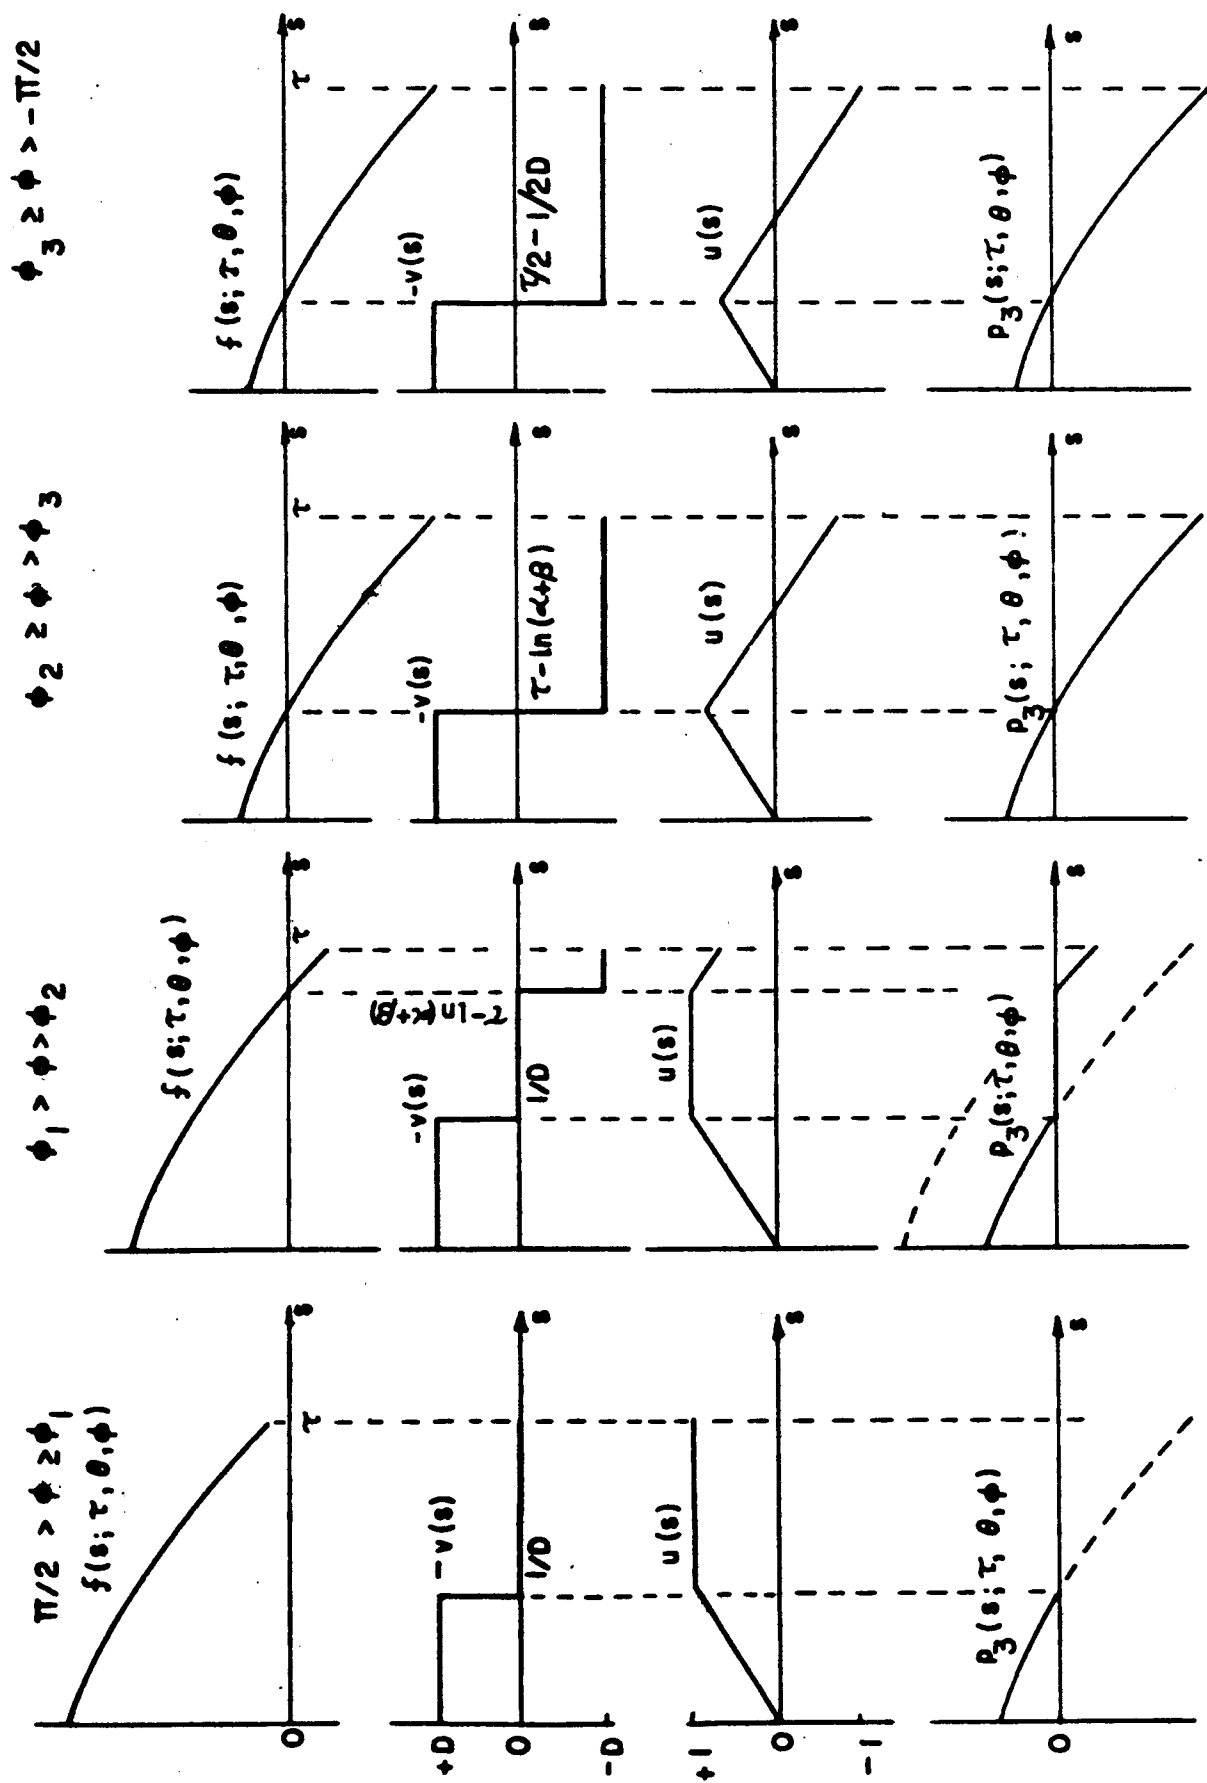 π/2 > ϕ ≥ ϕ₁
f(s; τ, θ, ϕ)
s
0
τ
-v(s)
1/D
s
+D
0
-D
u(s)
s
+1
0
-1
p₃(s; τ, θ, ϕ)
s
0
ϕ₁ > ϕ > ϕ₂
f(s; τ, θ, ϕ)
s
τ
-v(s)
1/D
τ-ln(α+β)
s
u(s)
s
p₃(s; τ, θ, ϕ)
s
ϕ₂ ≥ ϕ > ϕ₃
f(s; τ, θ, ϕ)
s
τ
-v(s)
τ-ln(α+β)
s
u(s)
s
p₃(s; τ, θ, ϕ)
s
ϕ₃ ≥ ϕ > -π/2
f(s; τ, θ, ϕ)
s
τ
-v(s)
τ/2-1/2D
s
u(s)
s
p₃(s; τ, θ, ϕ)
s